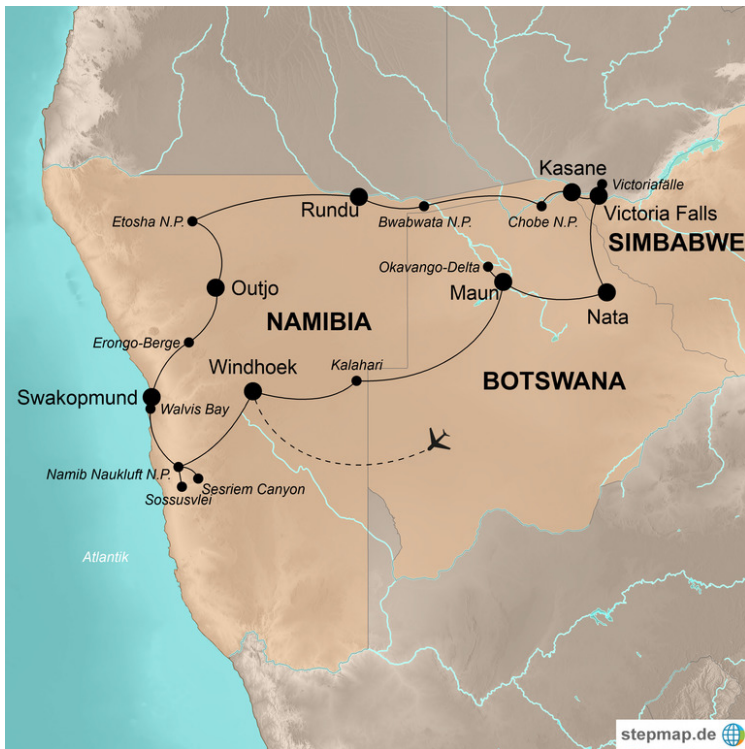 Kasane
Victoriafälle
Rundu
Victoria Falls
Etosha N.P.
Bwabwata N.P.
Chobe N.P.
SIMBABWE
Okavango-Delta
Outjo
Maun
Nata
NAMIBIA
Erongo-Berge
Windhoek
Kalahari
BOTSWANA
Swakopmund
Walvis Bay
Namib Naukluft N.P.
Sesriem Canyon
Sossusvlei
Atlantik
stepmap.de